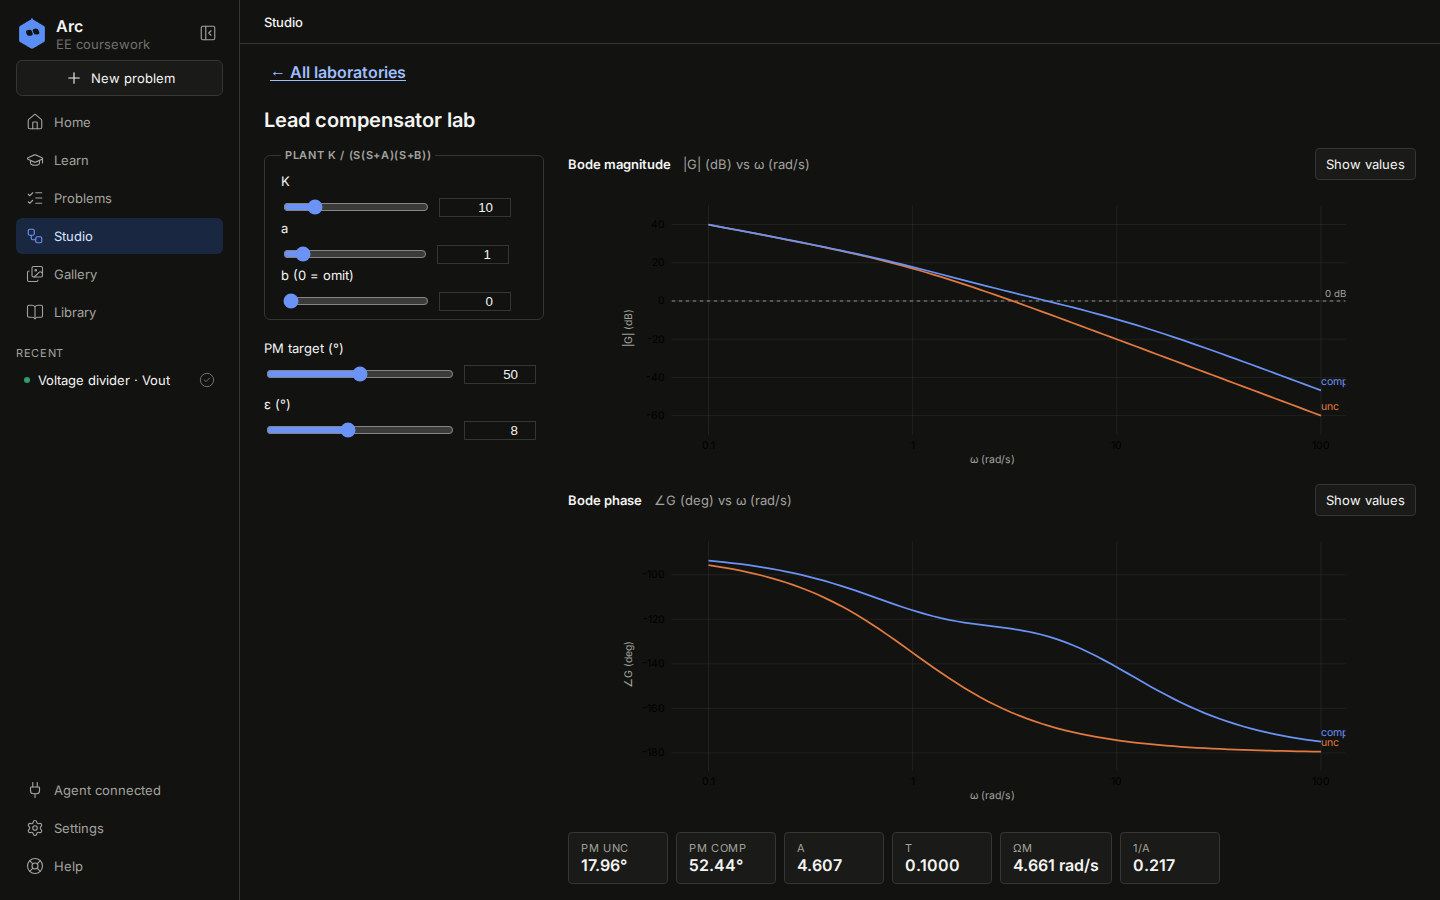 Arc
EE coursework
New problem
Home
Learn
Problems
Studio
Gallery
Library
RECENT
Voltage divider · Vout
Agent connected
Settings
Help
Studio
← All laboratories
Lead compensator lab
PLANT K / (S(S+A)(S+B))
K
10
a
1
b (0 = omit)
0
PM target (°)
50
ε (°)
8
Bode magnitude |G| (dB) vs ω (rad/s)
Show values
40
20
0
-20
-40
-60
|G| (dB)
0 dB
comp
unc
0.1 1 10 100
ω (rad/s)
Bode phase ∠G (deg) vs ω (rad/s)
Show values
-100
-120
-140
-160
-180
∠G (deg)
comp
unc
0.1 1 10 100
ω (rad/s)
PM UNC
17.96°
PM COMP
52.44°
A
4.607
T
0.1000
ΩM
4.661 rad/s
1/A
0.217